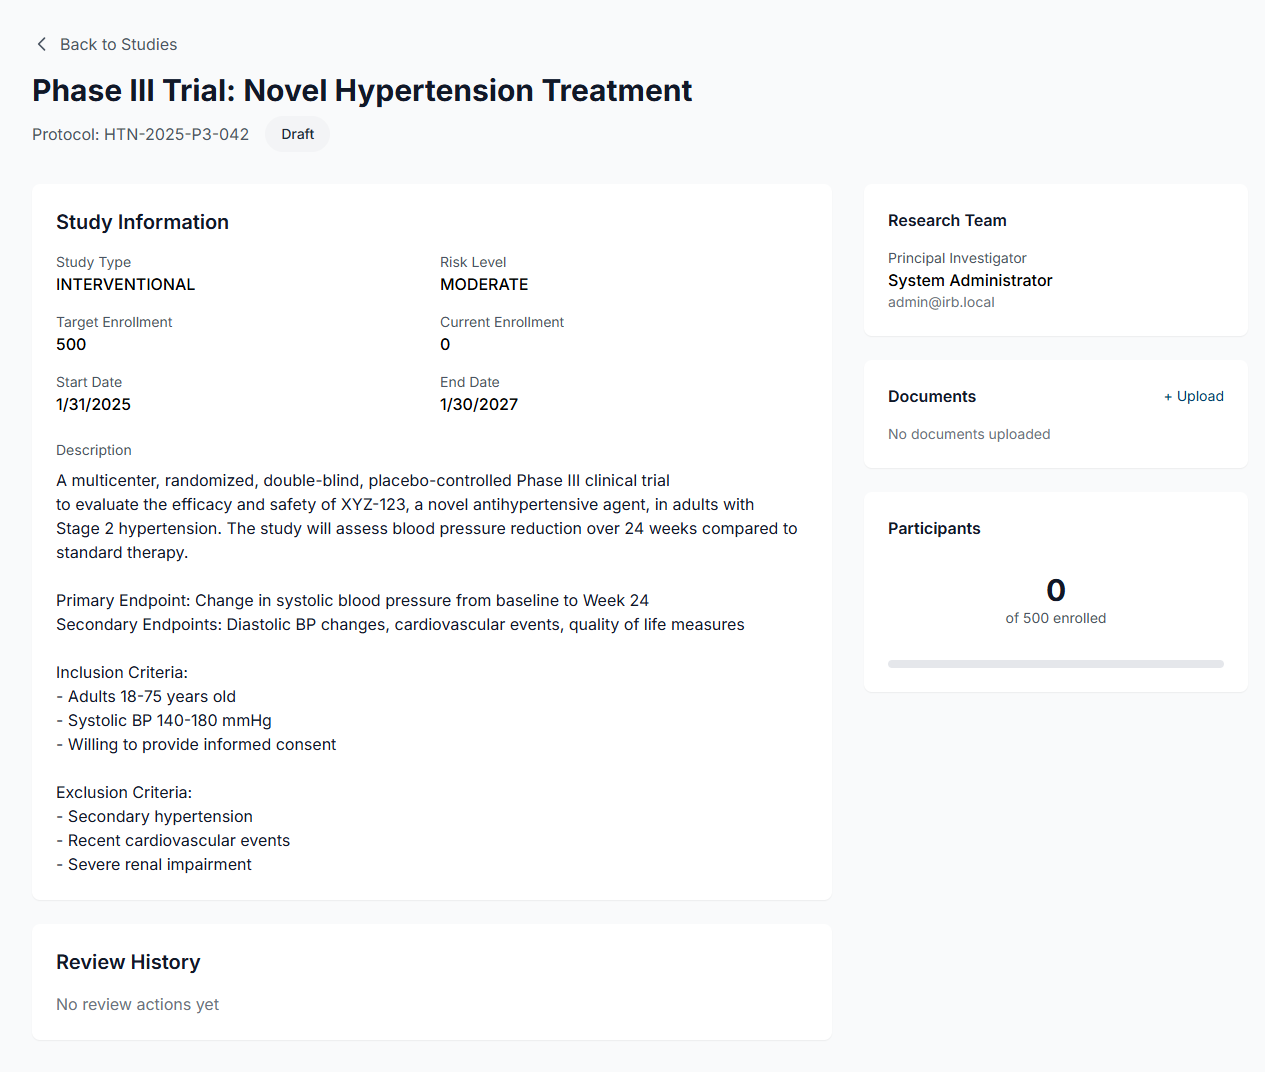 Back to Studies
Phase III Trial: Novel Hypertension Treatment
Protocol: HTN-2025-P3-042
Draft
Study Information
Study Type
INTERVENTIONAL
Risk Level
MODERATE
Target Enrollment
500
Current Enrollment
0
Start Date
1/31/2025
End Date
1/30/2027
Description
A multicenter, randomized, double-blind, placebo-controlled Phase III clinical trial
to evaluate the efficacy and safety of XYZ-123, a novel antihypertensive agent, in adults with
Stage 2 hypertension. The study will assess blood pressure reduction over 24 weeks compared to
standard therapy.
Primary Endpoint: Change in systolic blood pressure from baseline to Week 24
Secondary Endpoints: Diastolic BP changes, cardiovascular events, quality of life measures
Inclusion Criteria:
- Adults 18-75 years old
- Systolic BP 140-180 mmHg
- Willing to provide informed consent
Exclusion Criteria:
- Secondary hypertension
- Recent cardiovascular events
- Severe renal impairment
Review History
No review actions yet
Research Team
Principal Investigator
System Administrator
admin@irb.local
Documents
+ Upload
No documents uploaded
Participants
0
of 500 enrolled